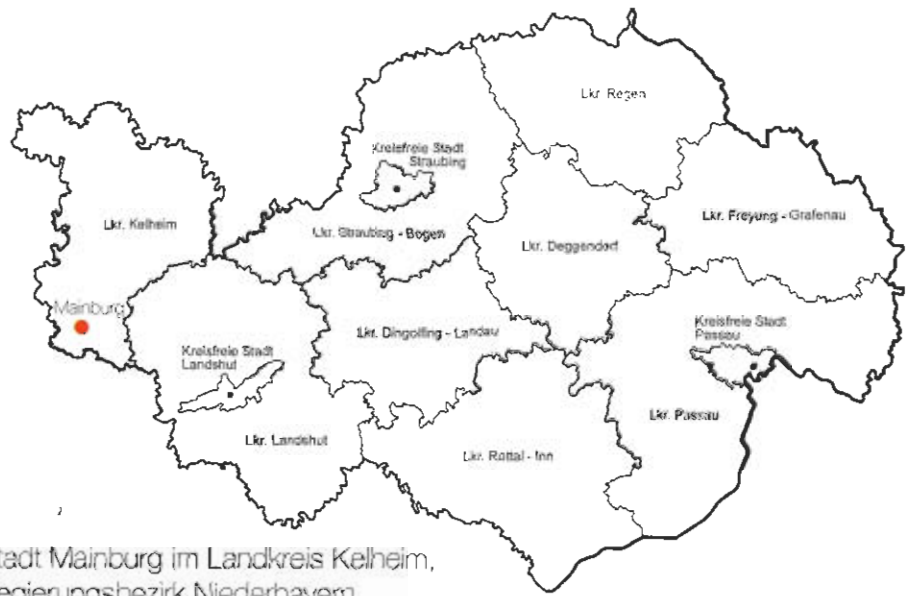 Lkr. Regen
Kreisfreie Stadt
Straubing
Lkr. Kelheim
Lkr. Straubing - Bogen
Lkr. Freyung - Grafenau
Lkr. Deggendorf
Mainburg
Lkr. Dingolfing - Landau
Kreisfreie Stadt
Passau
Kreisfreie Stadt
Landshut
Lkr. Passau
Lkr. Landshut
Lkr. Rottal - Inn
tadt Mainburg im Landkreis Kelheim,
egierungsbezirk Niederbayern